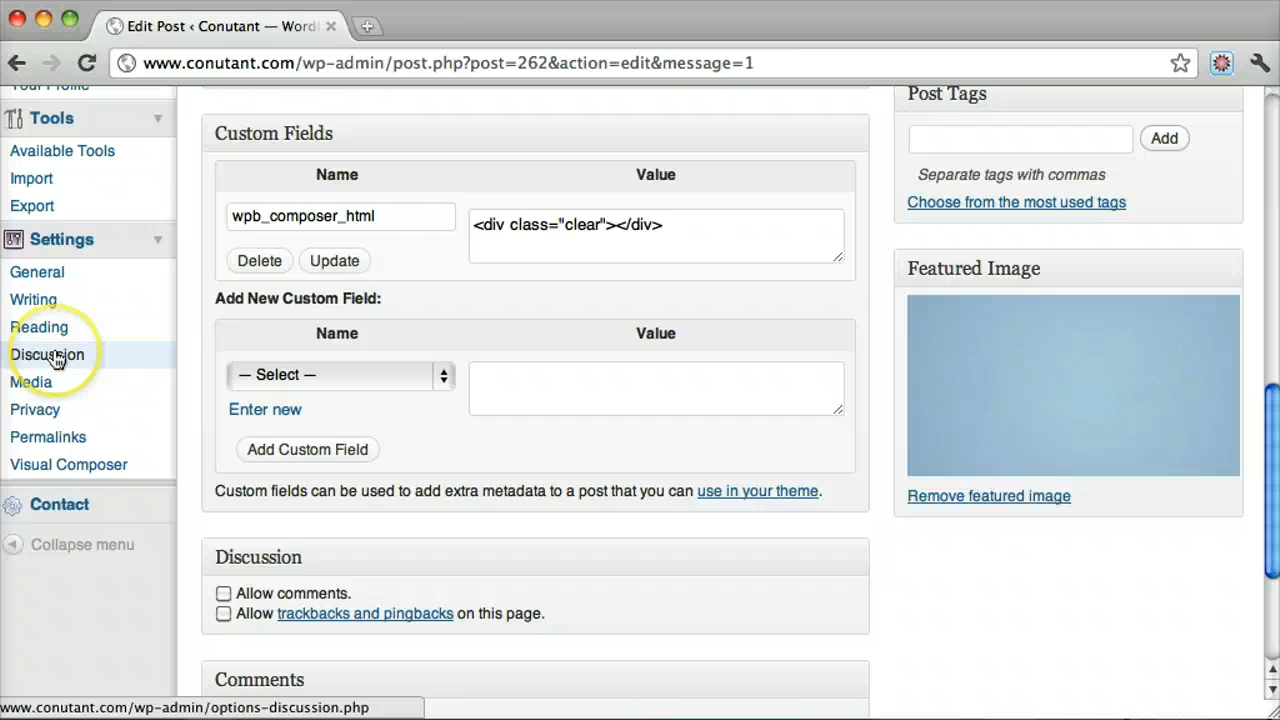 Edit Post ‹ Conutant — Word
www.conutant.com/wp-admin/post.php?post=262&action=edit&message=1
Your Profile
Tools
Available Tools
Import
Export
Settings
General
Writing
Reading
Discussion
Media
Privacy
Permalinks
Visual Composer
Contact
Collapse menu
Custom Fields
Name Value
wpb_composer_html <div class="clear"></div>
Delete Update
Add New Custom Field:
Name Value
— Select —
Enter new
Add Custom Field
Custom fields can be used to add extra metadata to a post that you can use in your theme.
Discussion
Allow comments.
Allow trackbacks and pingbacks on this page.
Comments
Post Tags
Add
Separate tags with commas
Choose from the most used tags
Featured Image
Remove featured image
www.conutant.com/wp-admin/options-discussion.php